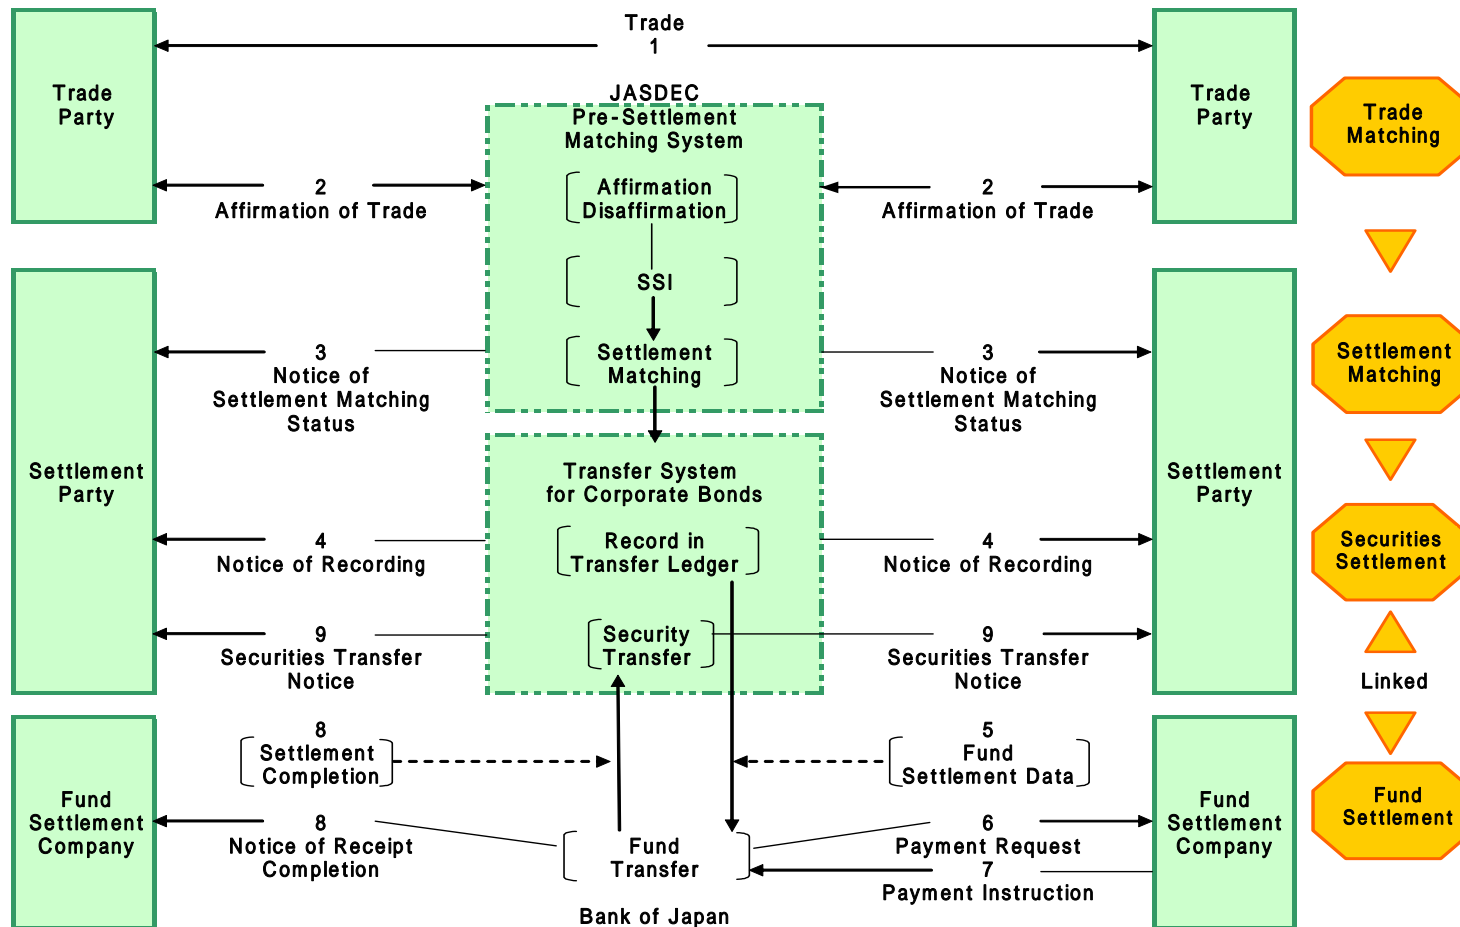 Trade
1
Trade
Party
JASDEC
Pre-Settlement
Matching System
Trade
Party
Trade
Matching
2
Affirmation of Trade
Affirmation
Disaffirmation
2
Affirmation of Trade
SSI
3
Notice of
Settlement Matching
Status
Settlement
Matching
3
Notice of
Settlement Matching
Status
Settlement
Matching
Settlement
Party
Transfer System
for Corporate Bonds
Settlement
Party
4
Notice of Recording
Record in
Transfer Ledger
4
Notice of Recording
Securities
Settlement
9
Securities Transfer
Notice
Security
Transfer
9
Securities Transfer
Notice
Linked
8
Settlement
Completion
5
Fund
Settlement Data
Fund
Settlement
Company
8
Notice of Receipt
Completion
Fund
Transfer
6
Payment Request
7
Payment Instruction
Fund
Settlement
Company
Fund
Settlement
Bank of Japan